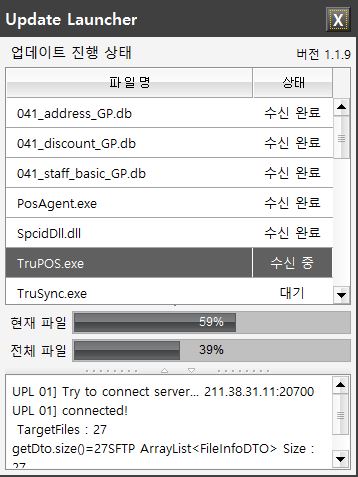 Update Launcher
X
업데이트 진행 상태
버전 1.1.9
파일명 상태
041_address_GP.db 수신 완료
041_discount_GP.db 수신 완료
041_staff_basic_GP.db 수신 완료
PosAgent.exe 수신 완료
SpcidDll.dll 수신 완료
TruPOS.exe 수신 중
TruSync.exe 대기
현재 파일 59%
전체 파일 39%
UPL 01] Try to connect server... 211.38.31.11:20700
UPL 01] connected!
TargetFiles : 27
getDto.size()=27SFTP ArrayList<FileInfoDTO> Size :
27